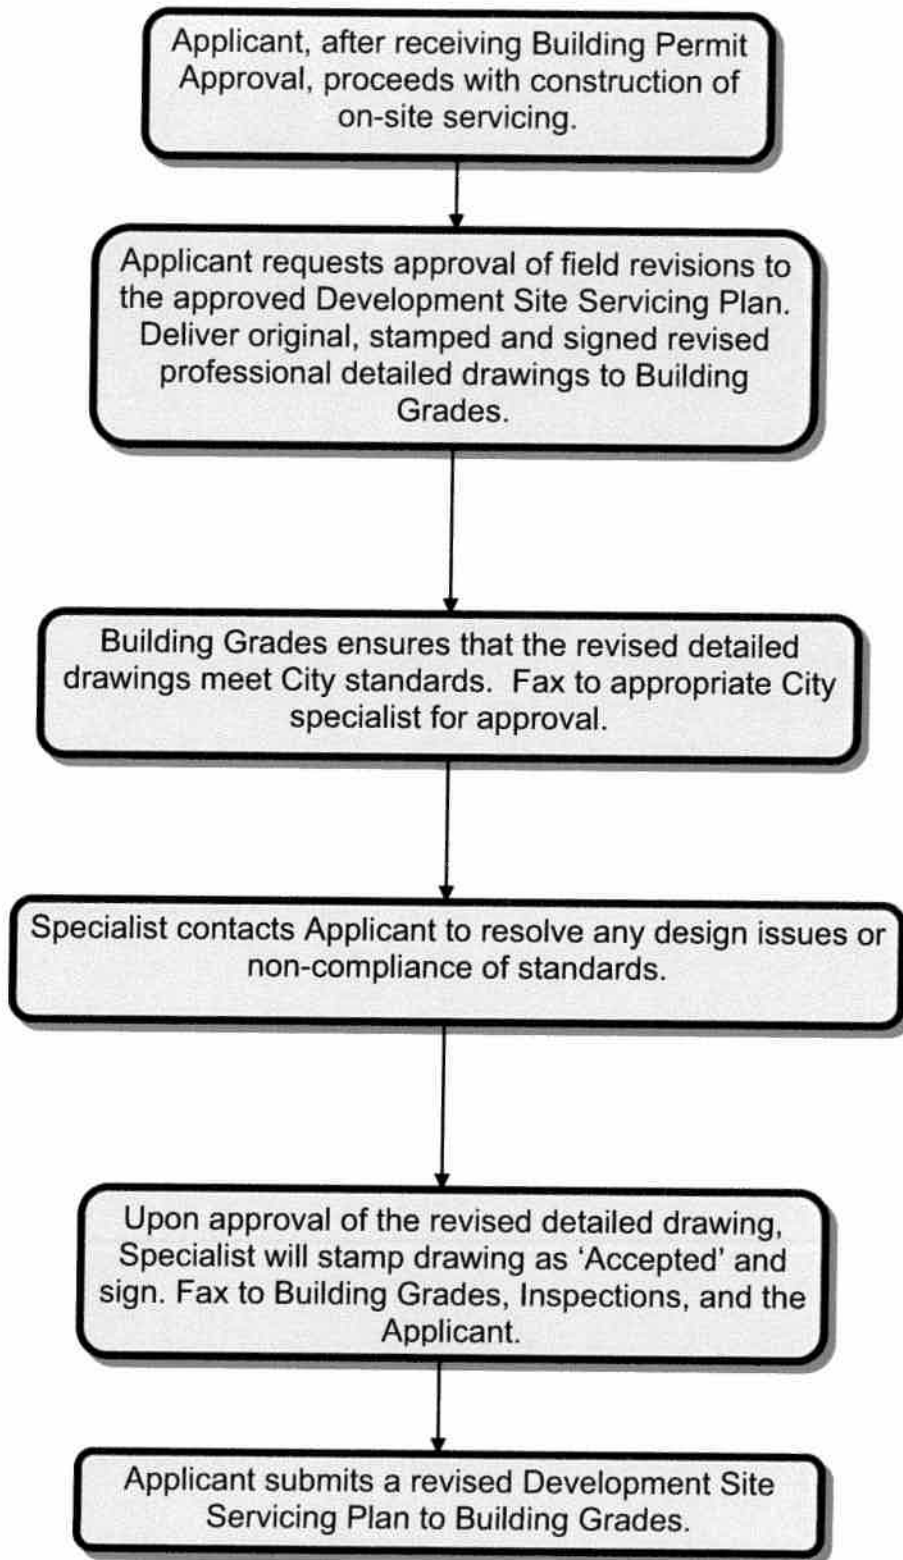 Applicant, after receiving Building Permit
Approval, proceeds with construction of
on-site servicing.
Applicant requests approval of field revisions to
the approved Development Site Servicing Plan.
Deliver original, stamped and signed revised
professional detailed drawings to Building
Grades.
Building Grades ensures that the revised detailed
drawings meet City standards.  Fax to appropriate City
specialist for approval.
Specialist contacts Applicant to resolve any design issues or
non-compliance of standards.
Upon approval of the revised detailed drawing,
Specialist will stamp drawing as ‘Accepted’ and
sign. Fax to Building Grades, Inspections, and the
Applicant.
Applicant submits a revised Development Site
Servicing Plan to Building Grades.